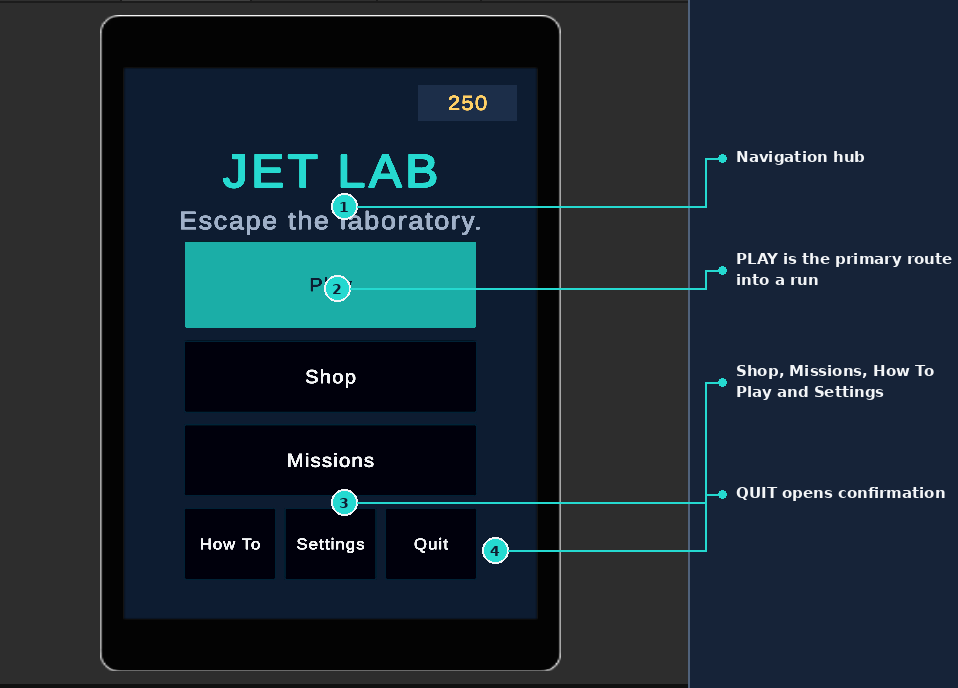 250
JET LAB
Escape the laboratory.
1
2
Shop
Missions
3
How To
Settings
Quit
4
Navigation hub
PLAY is the primary route
into a run
Shop, Missions, How To
Play and Settings
QUIT opens confirmation